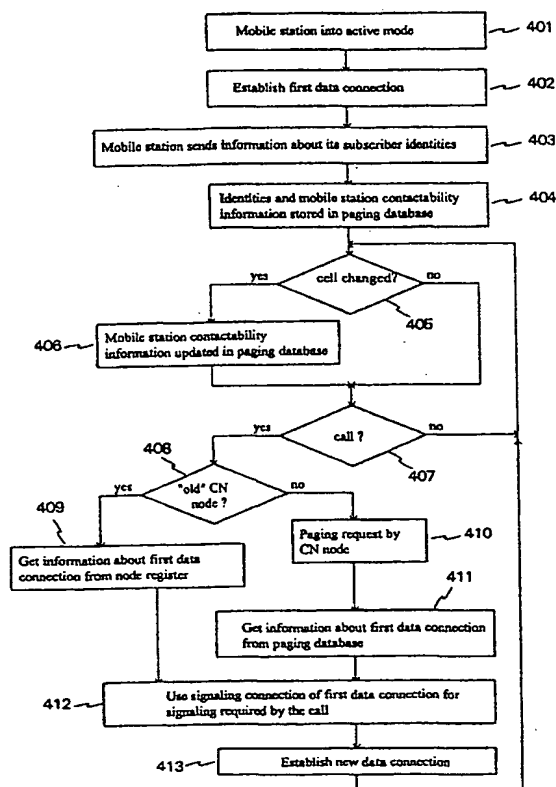 Mobile station into active mode
401
Establish first data connection
402
Mobile station sends information about its subscriber identities
403
Identities and mobile station contactability
information stored in paging database
404
yes
cell changed?
no
405
406
Mobile station contactability
information updated in paging database
yes
call ?
no
407
408
yes
"old" CN
node ?
no
409
Get information about first data
connection from node register
Paging request by
CN node
410
411
Get information about first data connection
from paging database
412
Use signaling connection of first data connection for
signaling required by the call
413
Establish new data connection